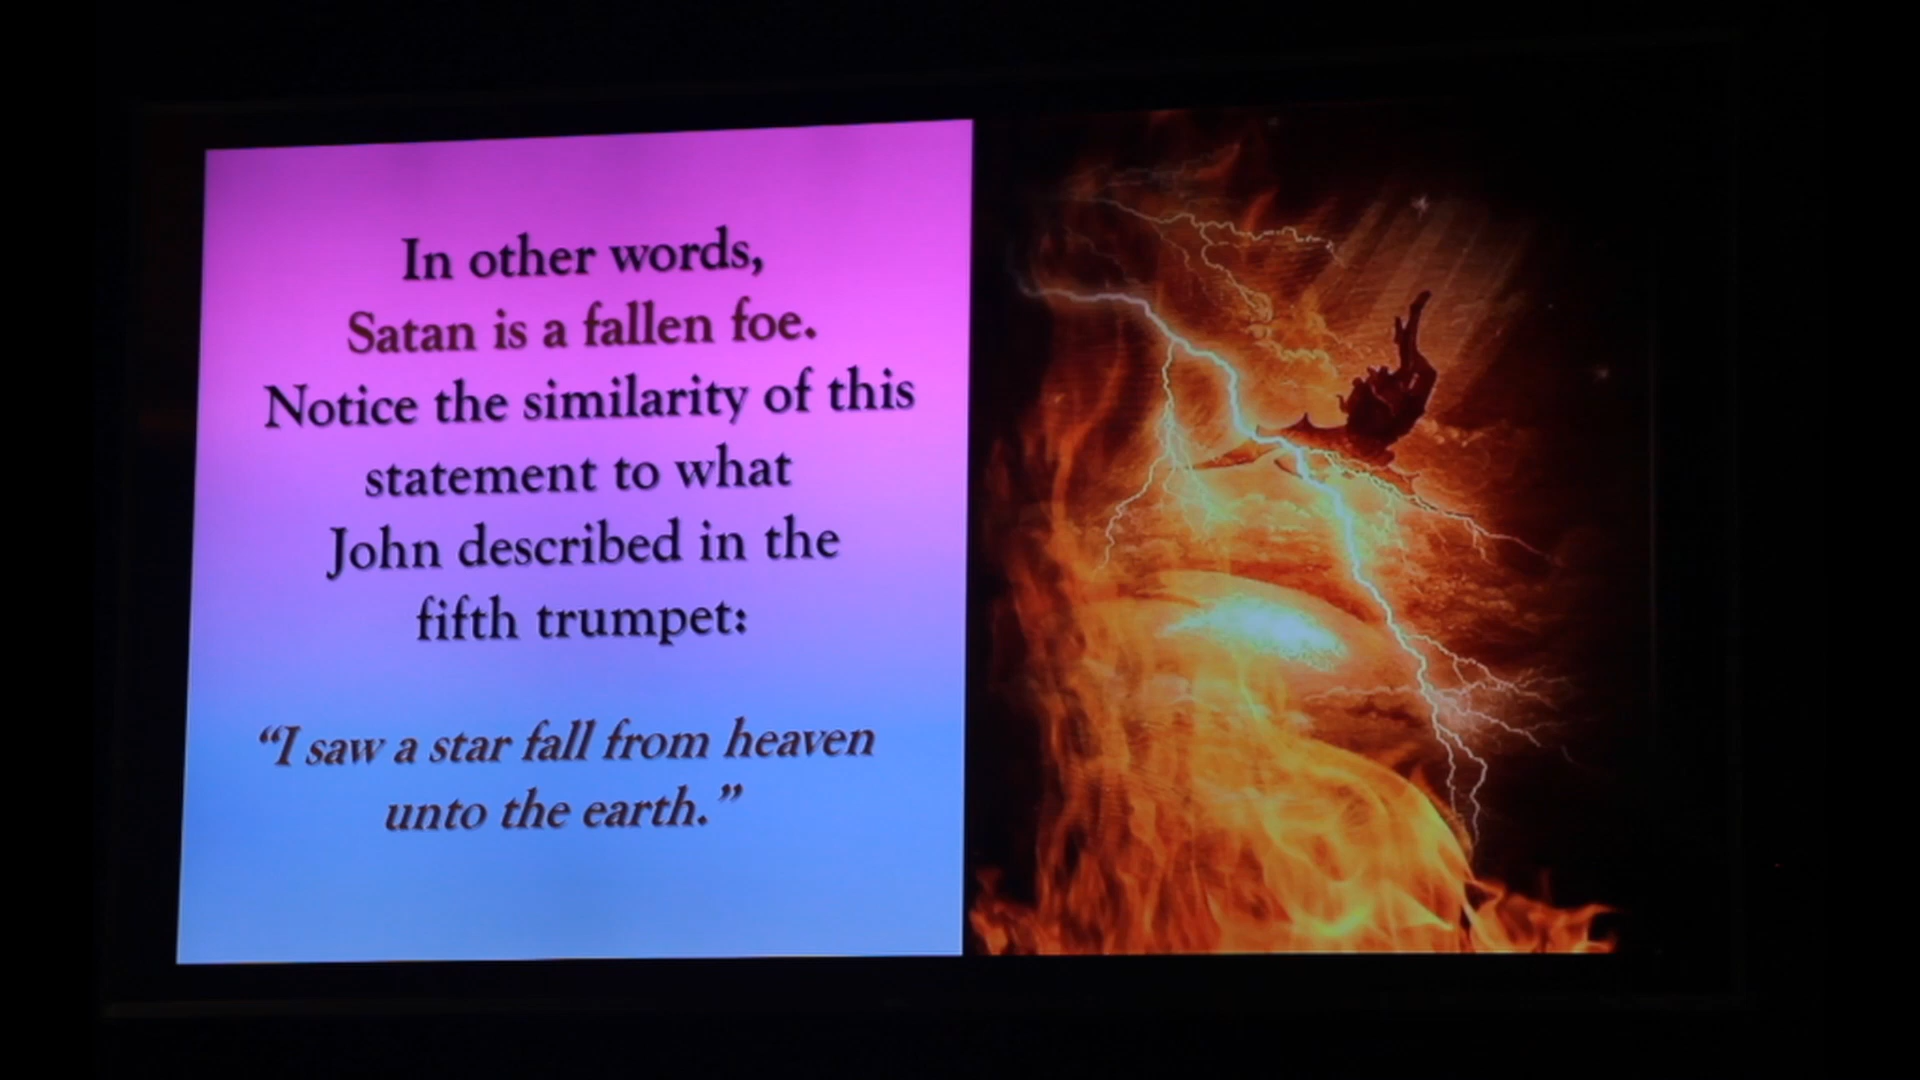 In other words,
Satan is a fallen foe.
Notice the similarity of this
statement to what
John described in the
fifth trumpet:
“I saw a star fall from heaven
unto the earth.”